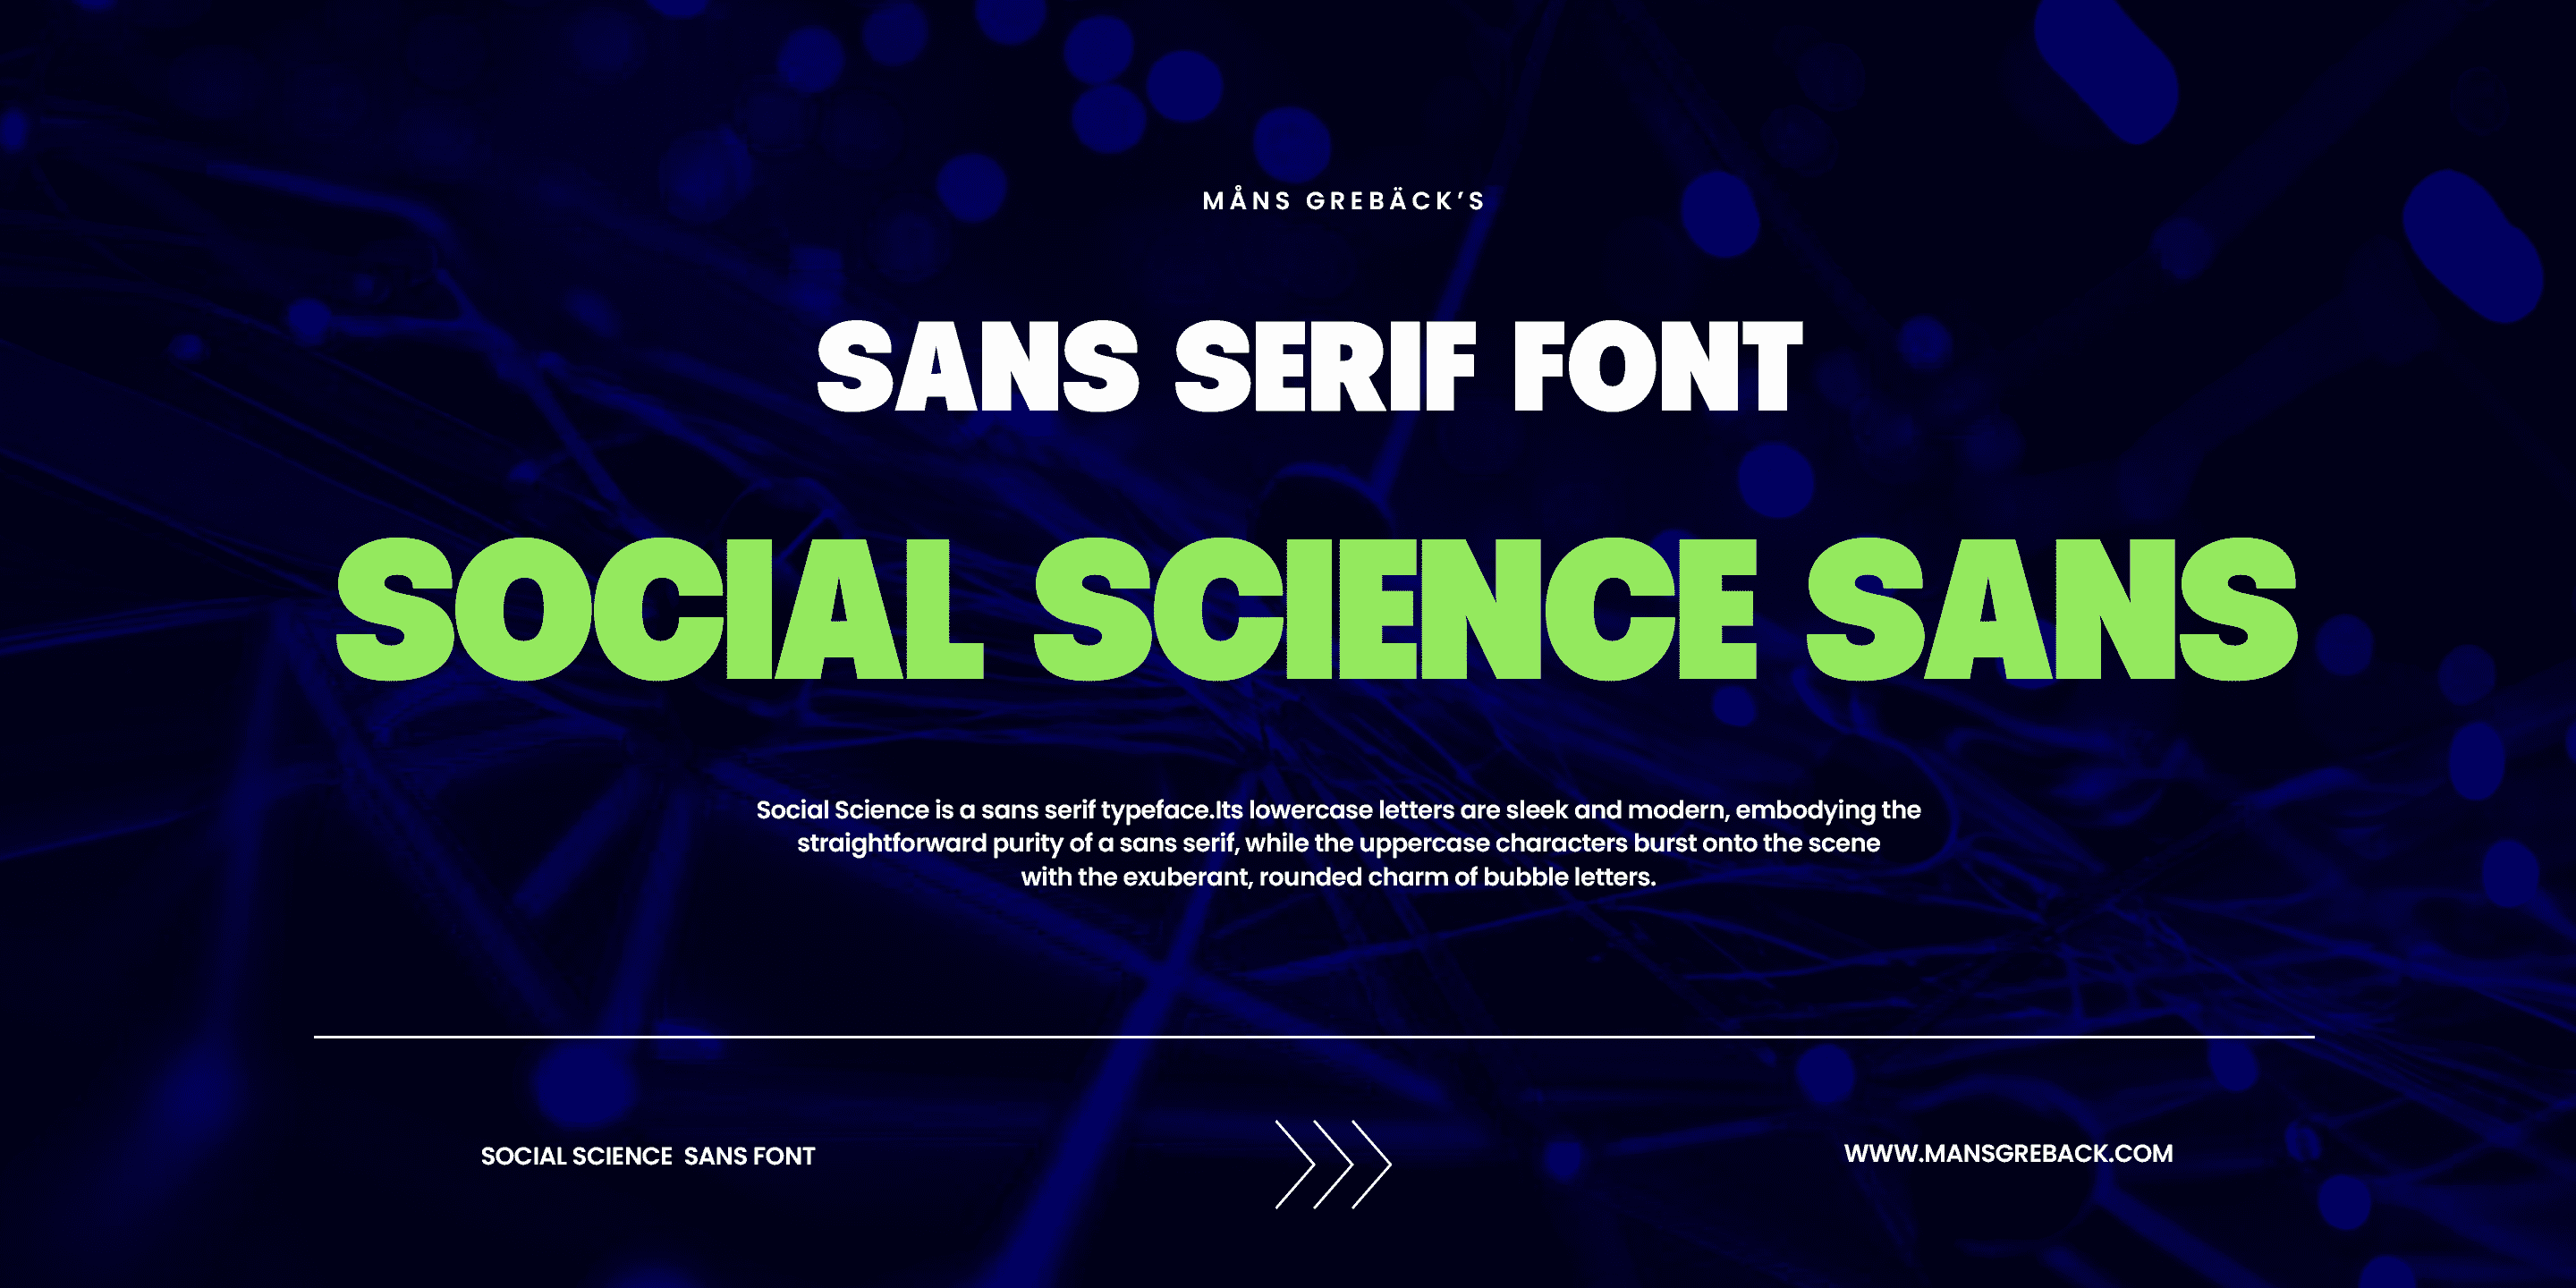 MÅNS GREBÄCK’S
SANS SERIF FONT
SOCIAL SCIENCE SANS
Social Science is a sans serif typeface.Its lowercase letters are sleek and modern, embodying the
straightforward purity of a sans serif, while the uppercase characters burst onto the scene
with the exuberant, rounded charm of bubble letters.
SOCIAL SCIENCE  SANS FONT
WWW.MANSGREBACK.COM